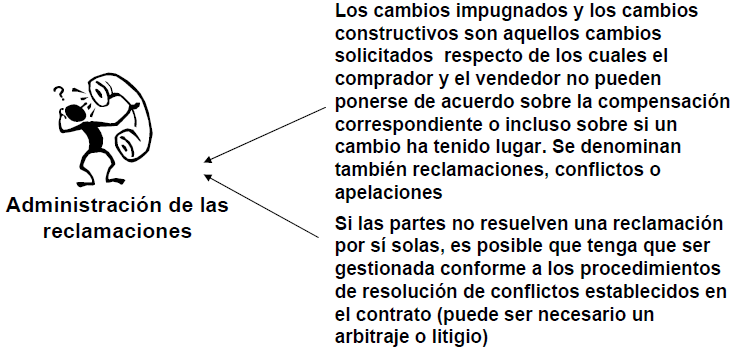 Los cambios impugnados y los cambios
constructivos son aquellos cambios
solicitados respecto de los cuales el
comprador y el vendedor no pueden
ponerse de acuerdo sobre la compensación
correspondiente o incluso sobre si un
cambio ha tenido lugar. Se denominan
también reclamaciones, conflictos o
apelaciones
?
Administración de las
reclamaciones
Si las partes no resuelven una reclamación
por sí solas, es posible que tenga que ser
gestionada conforme a los procedimientos
de resolución de conflictos establecidos en
el contrato (puede ser necesario un
arbitraje o litigio)